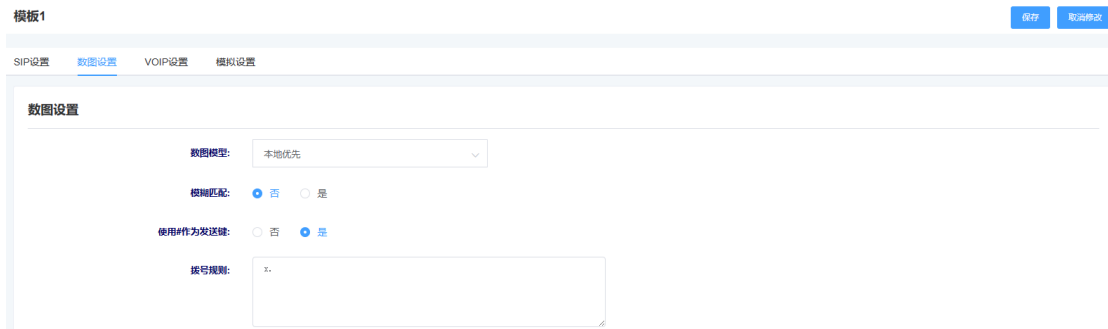 模板1
保存 取消修改
SIP设置 数图设置 VOIP设置 模拟设置
数图设置
数图模型: 本地优先
模糊匹配: 否 是
使用#作为发送键: 否 是
拨号规则: x.